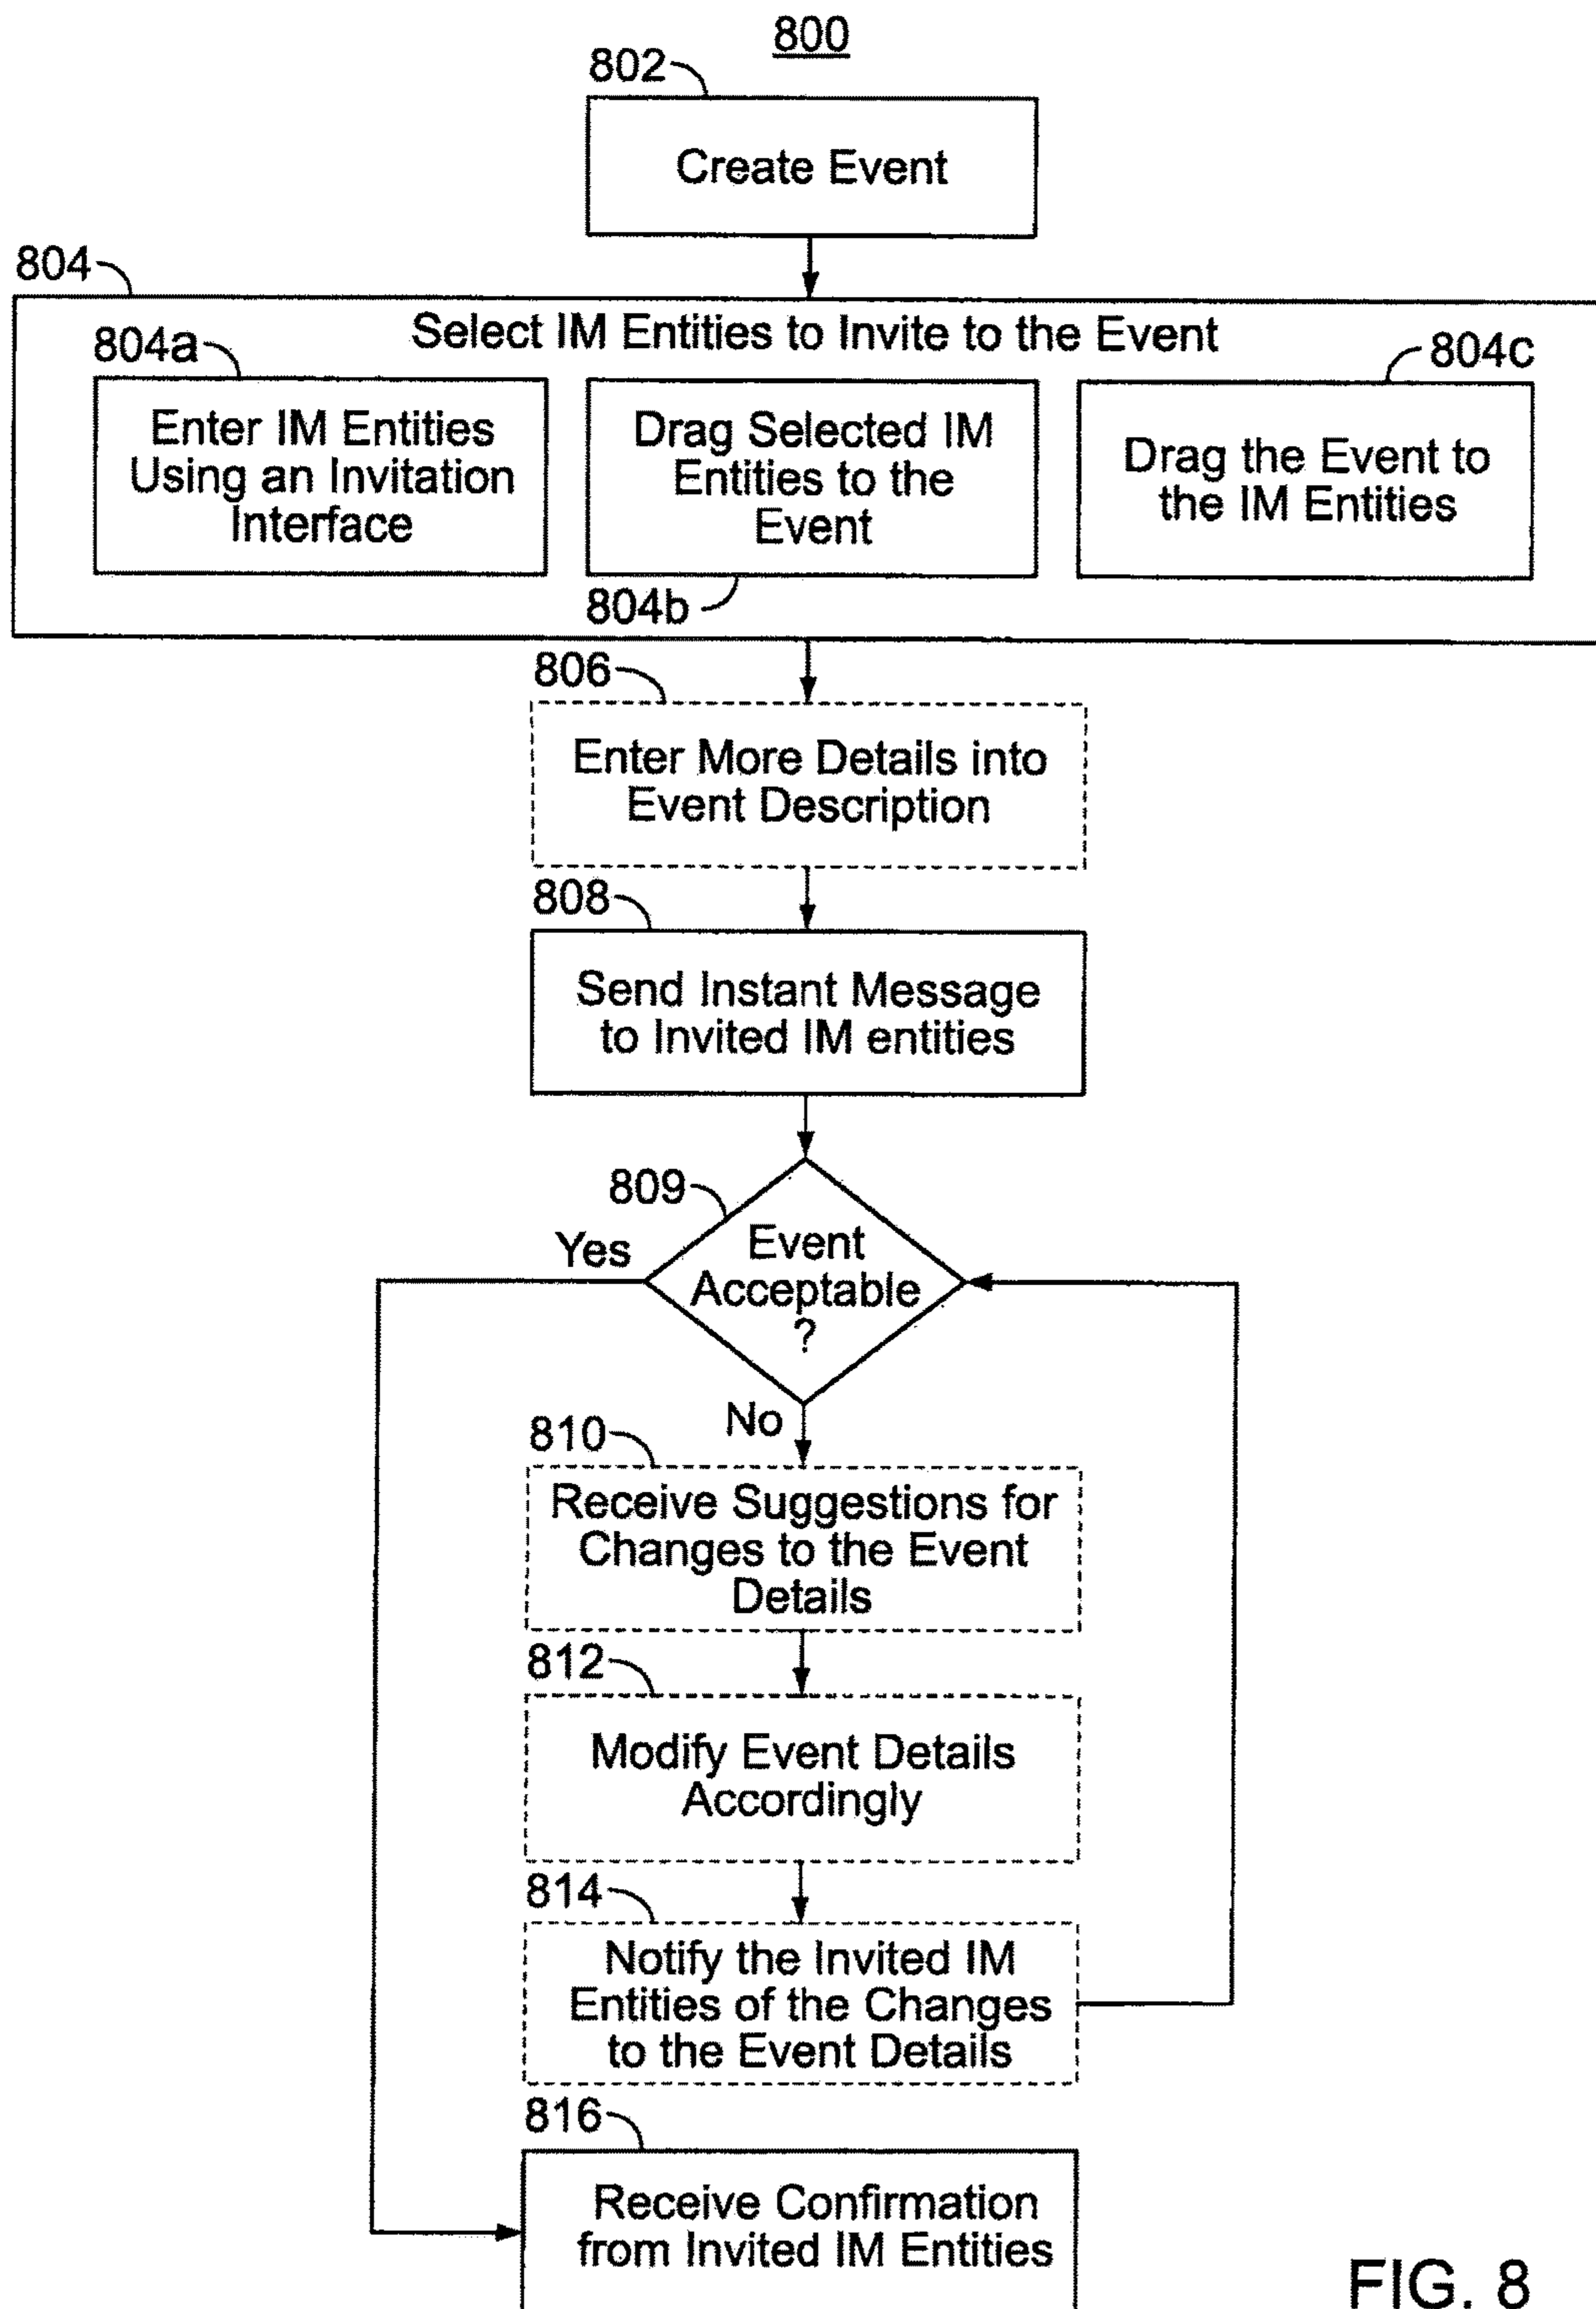 800
802
Create Event
804
Select IM Entities to Invite to the Event
804a
804c
Enter IM Entities
Using an Invitation
Interface
Drag Selected IM
Entities to the
Event
Drag the Event to
the IM Entities
804b
806
Enter More Details into
Event Description
808
Send Instant Message
to Invited IM entities
809
Yes
Event
Acceptable
?
No
810
Receive Suggestions for
Changes to the Event
Details
812
Modify Event Details
Accordingly
814
Notify the Invited IM
Entities of the Changes
to the Event Details
816
Receive Confirmation
from Invited IM Entities
FIG. 8